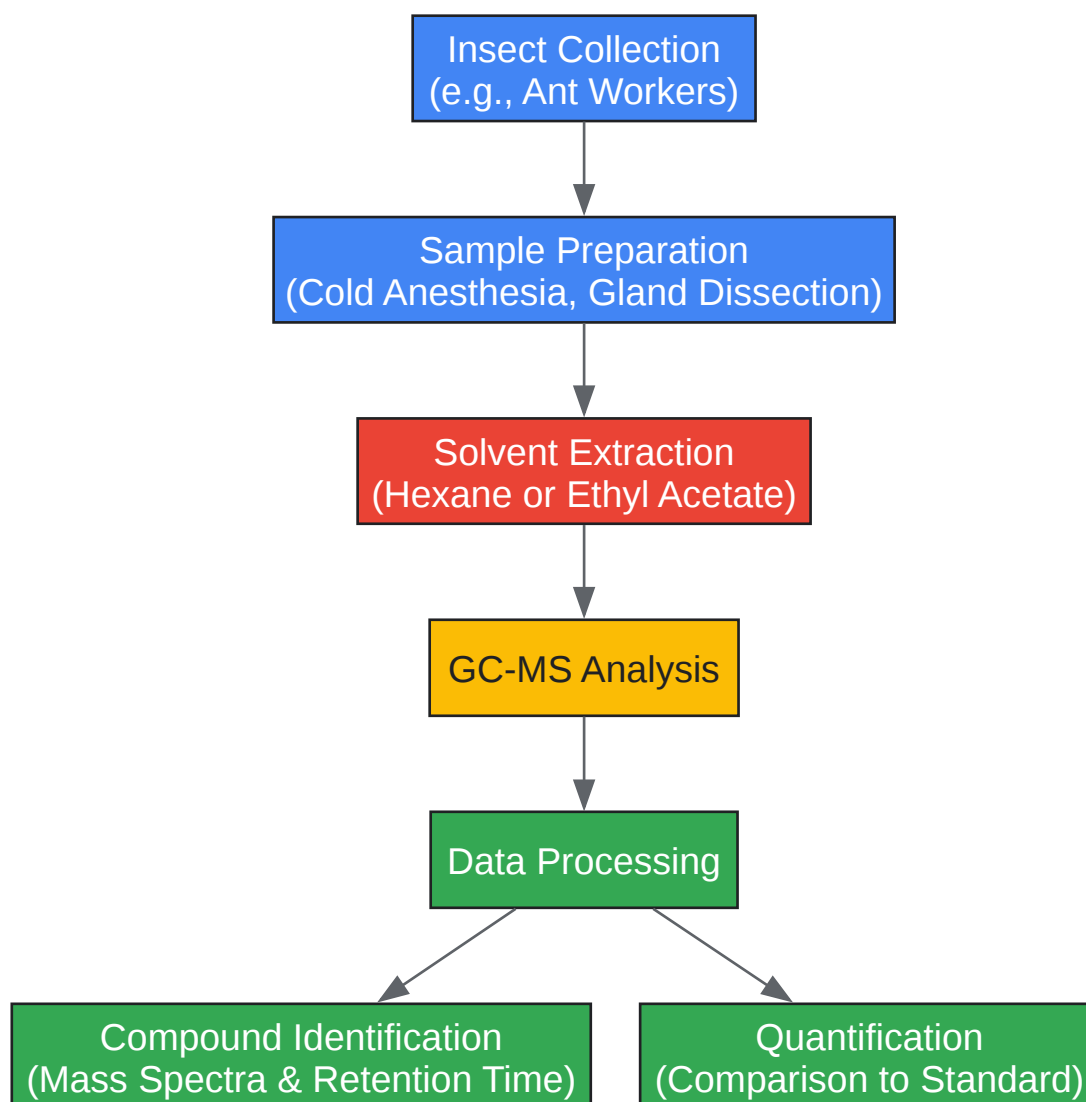 Insect Collection
(e.g., Ant Workers)
Sample Preparation
(Cold Anesthesia, Gland Dissection)
Solvent Extraction
(Hexane or Ethyl Acetate)
GC-MS Analysis
Data Processing
Compound Identification
(Mass Spectra & Retention Time)
Quantification
(Comparison to Standard)